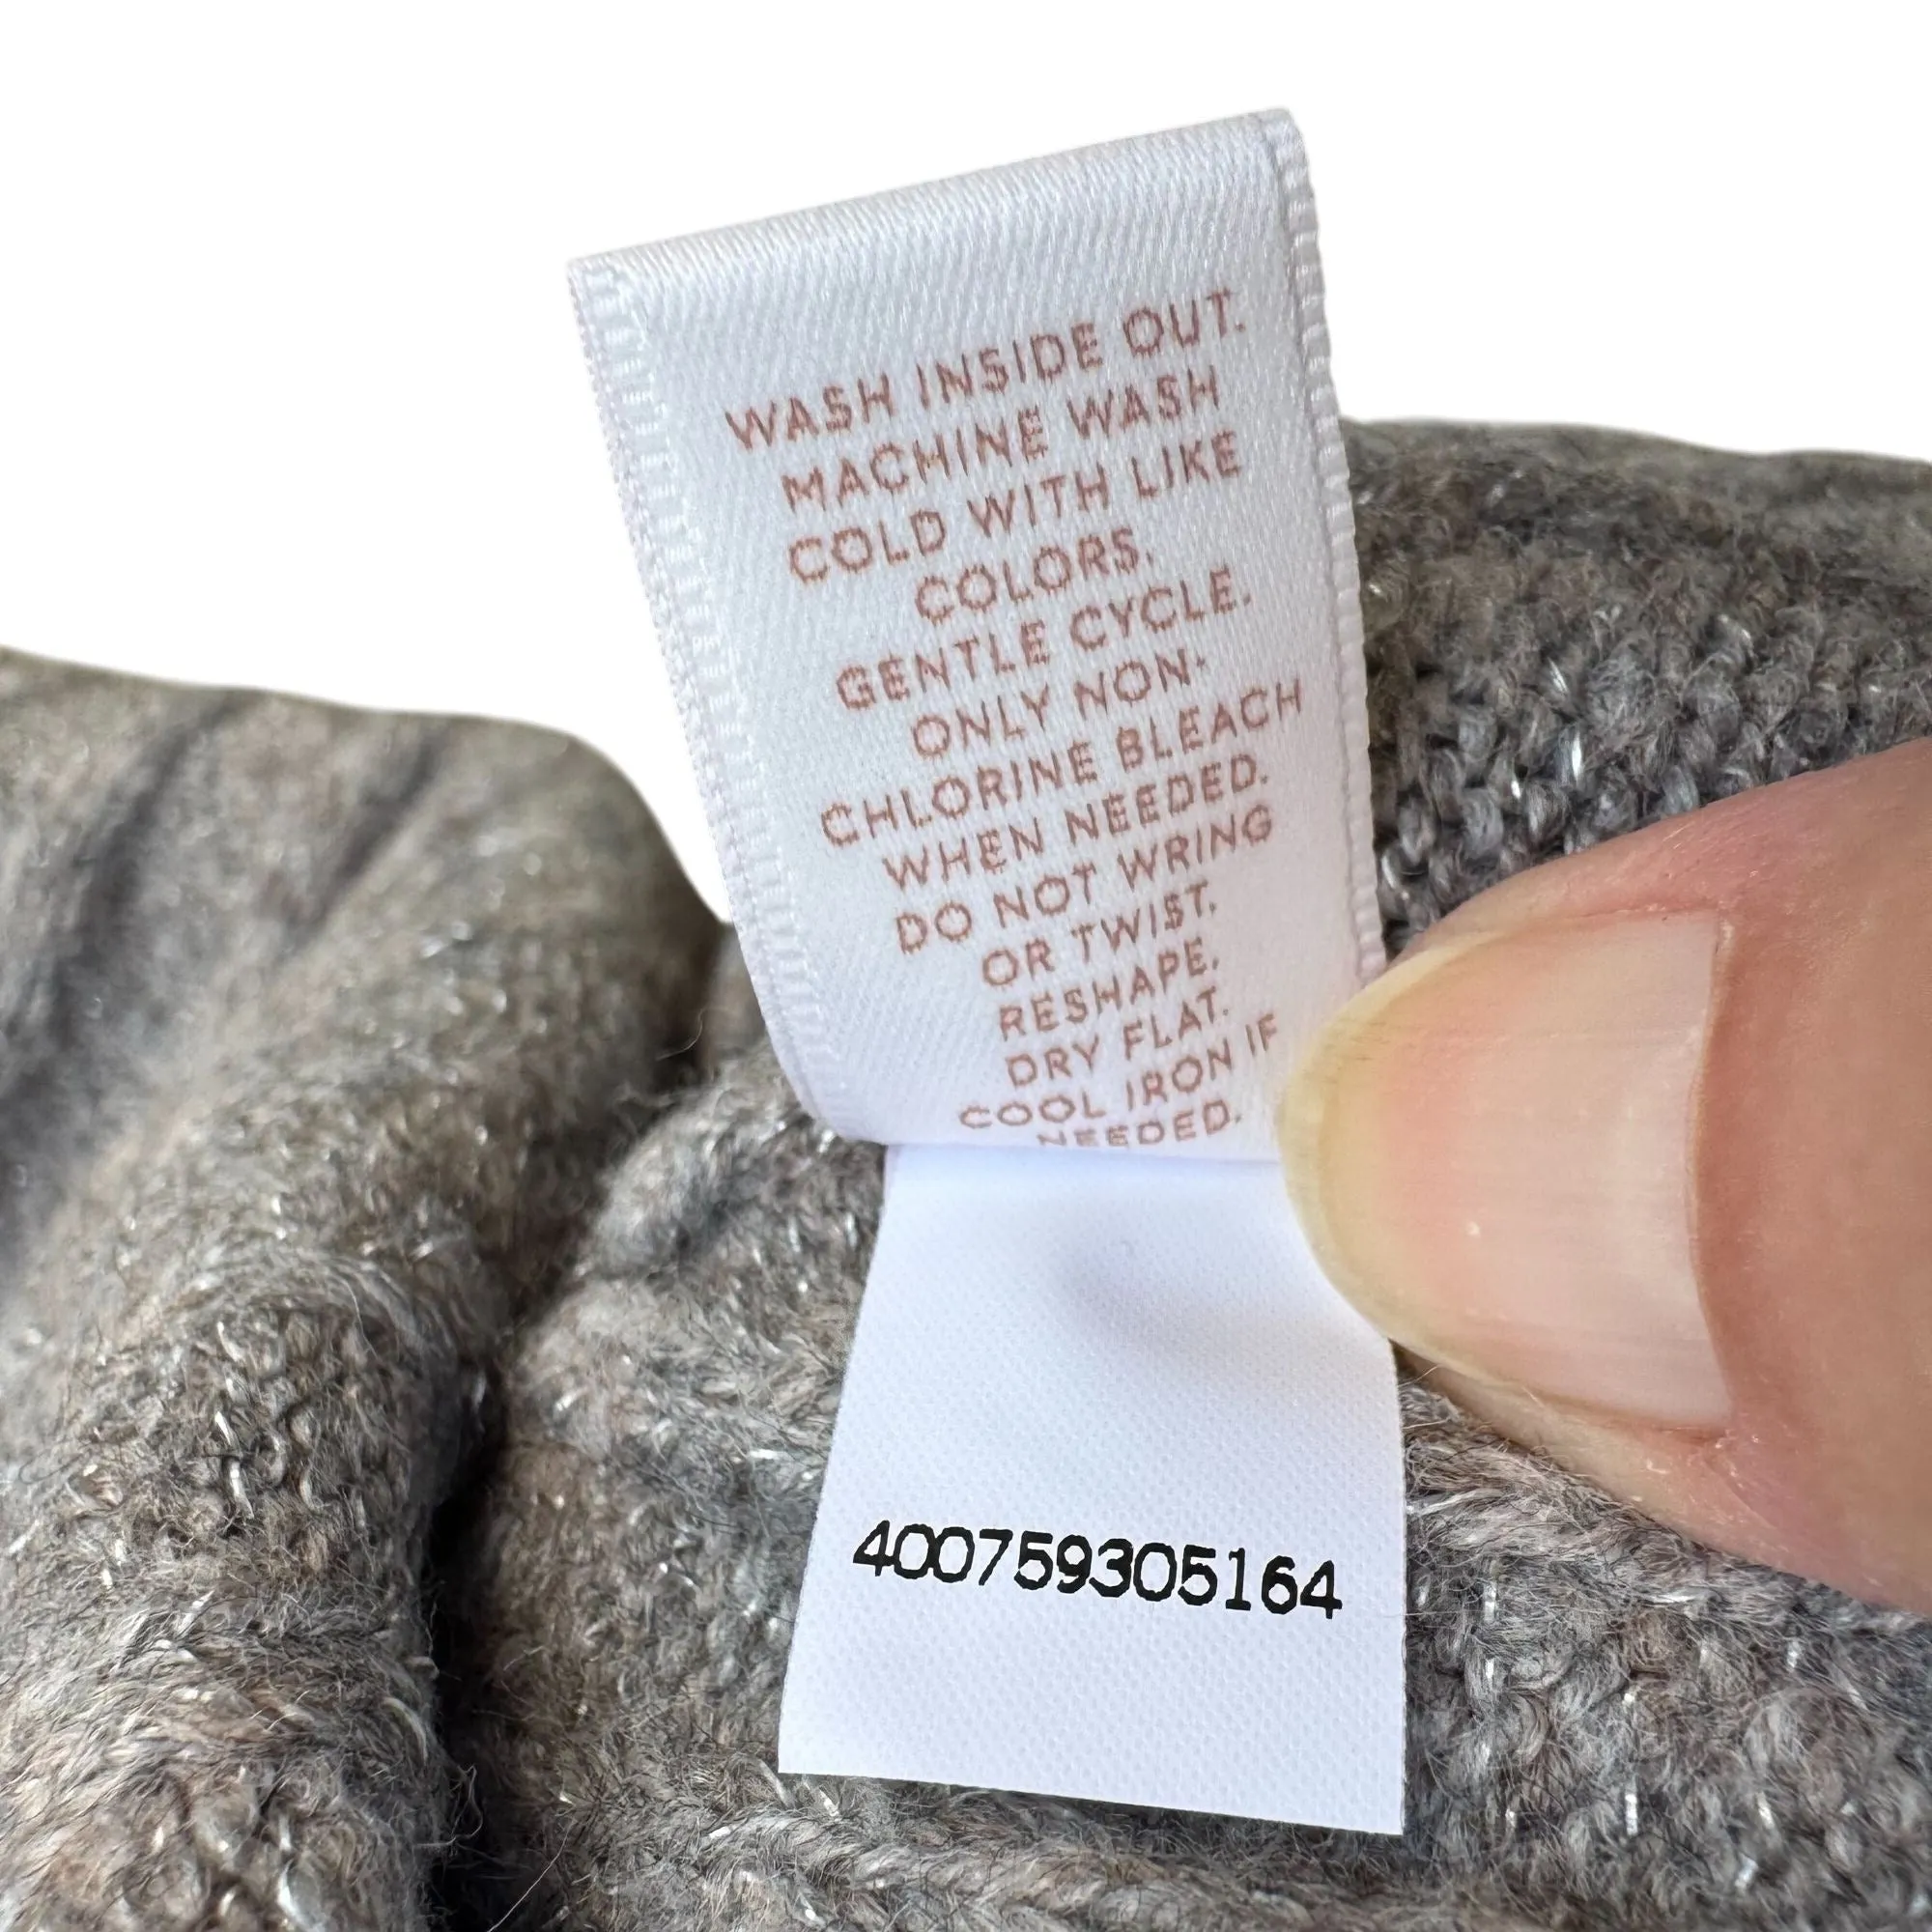 WASH INSIDE OUT.
MACHINE WASH
COLD WITH LIKE
COLORS.
GENTLE CYCLE.
ONLY NON-
CHLORINE BLEACH
WHEN NEEDED.
DO NOT WRING
OR TWIST.
RESHAPE.
DRY FLAT.
COOL IRON IF
NEEDED.
400759305164